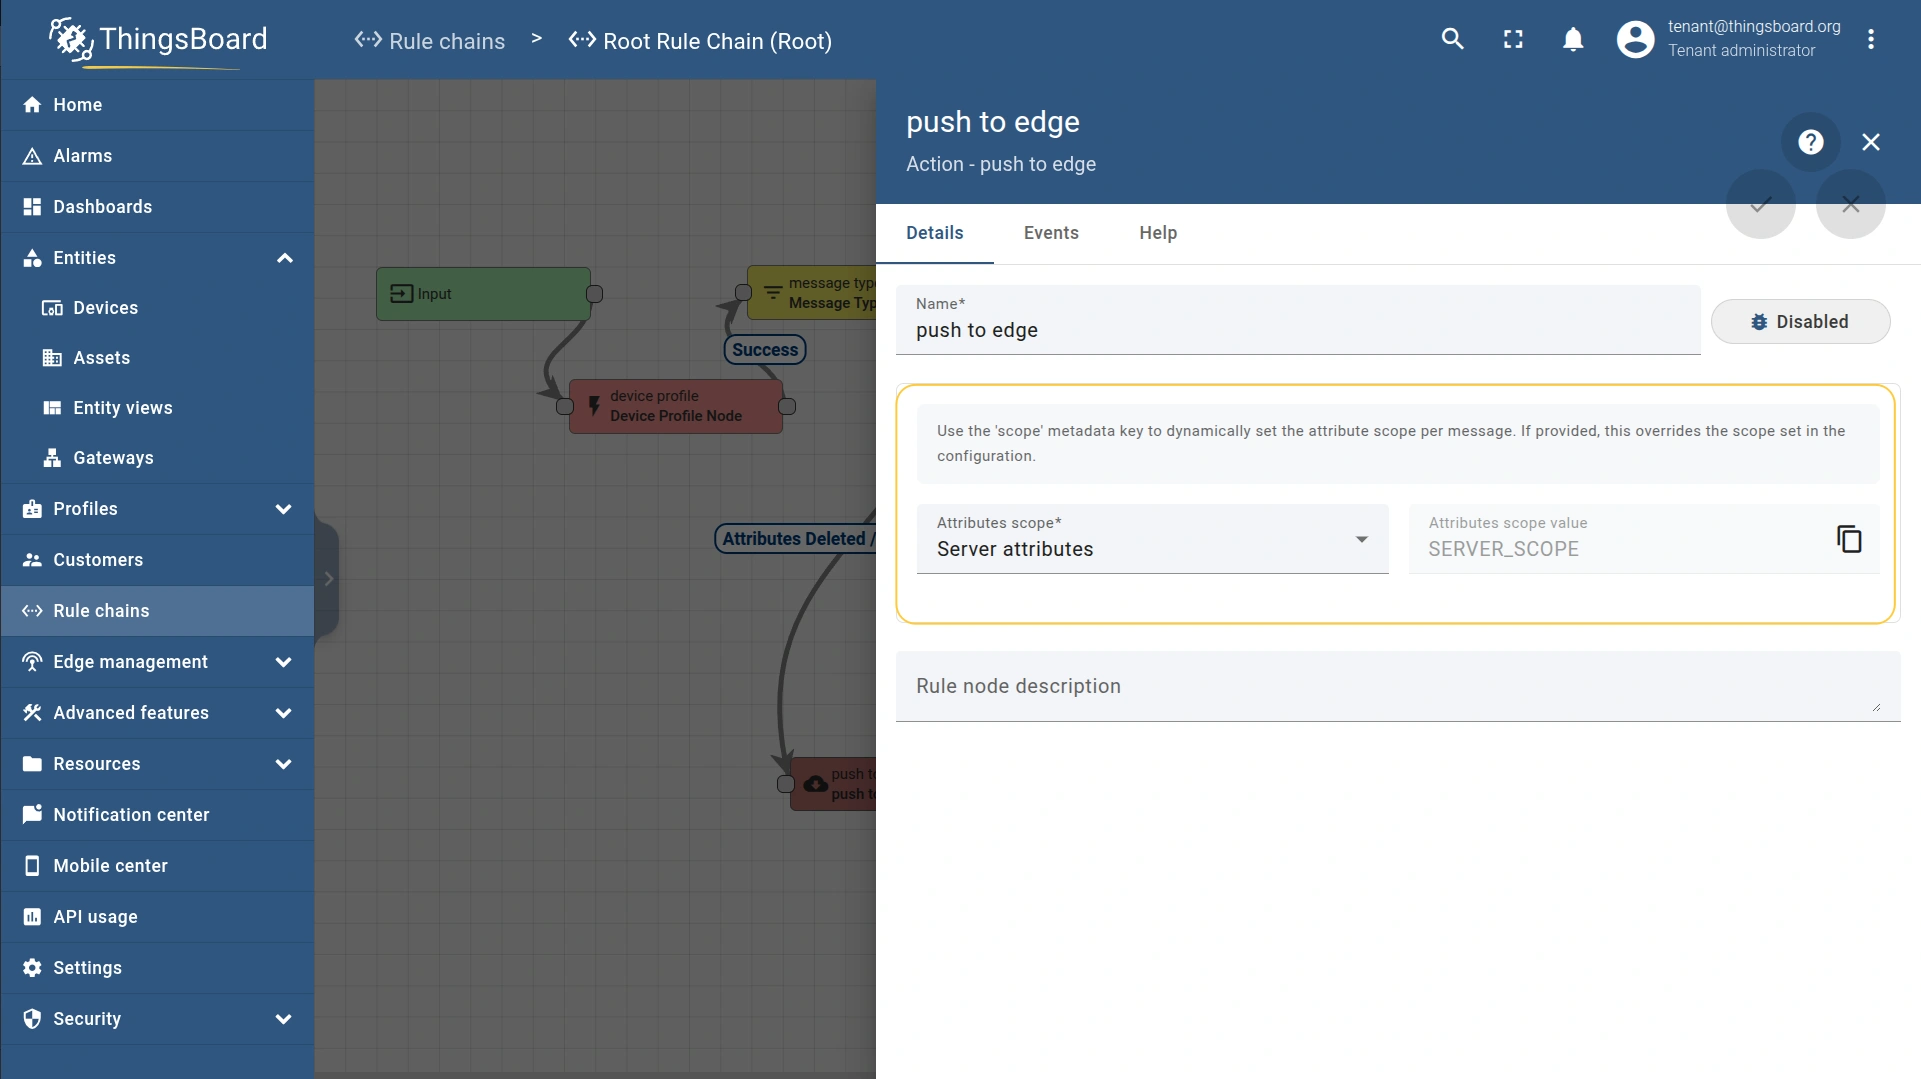 ThingsBoard
Rule chains > Root Rule Chain (Root)
tenant@thingsboard.org
Tenant administrator
Home
Alarms
Dashboards
Entities
Devices
Assets
Entity views
Gateways
Profiles
Customers
Rule chains
Edge management
Advanced features
Resources
Notification center
Mobile center
API usage
Settings
Security
Input
message type
Message Typ
Success
device profile
Device Profile Node
Attributes Deleted /
push to
push to
push to edge
Action - push to edge
Details
Events
Help
Name*
push to edge
Disabled
Use the 'scope' metadata key to dynamically set the attribute scope per message. If provided, this overrides the scope set in the
configuration.
Attributes scope*
Server attributes
Attributes scope value
SERVER_SCOPE
Rule node description